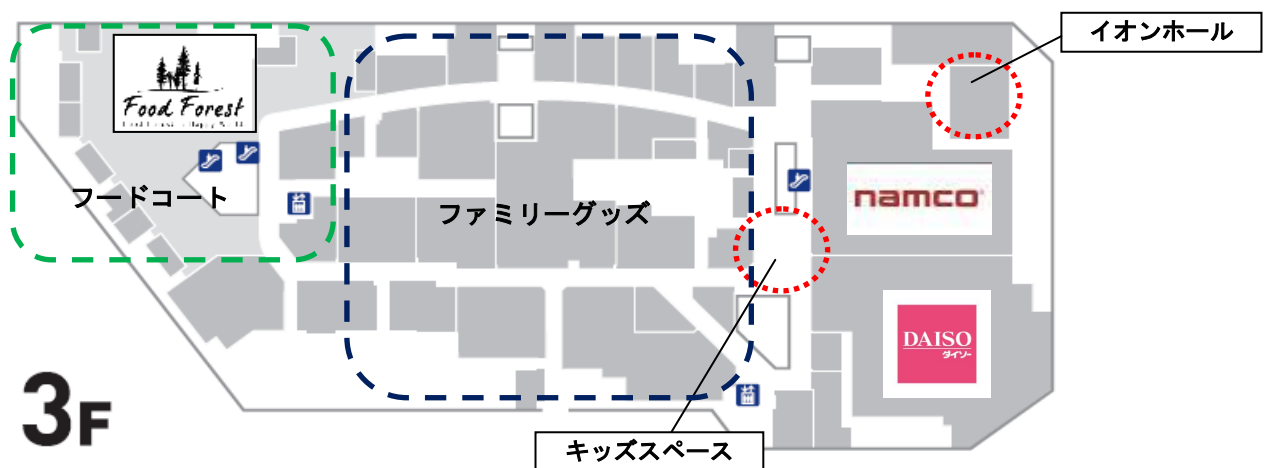 イオンホール
Food Forest
フードコート
ファミリーグッズ
namco
DAISO
ダイソー
3F
キッズスペース